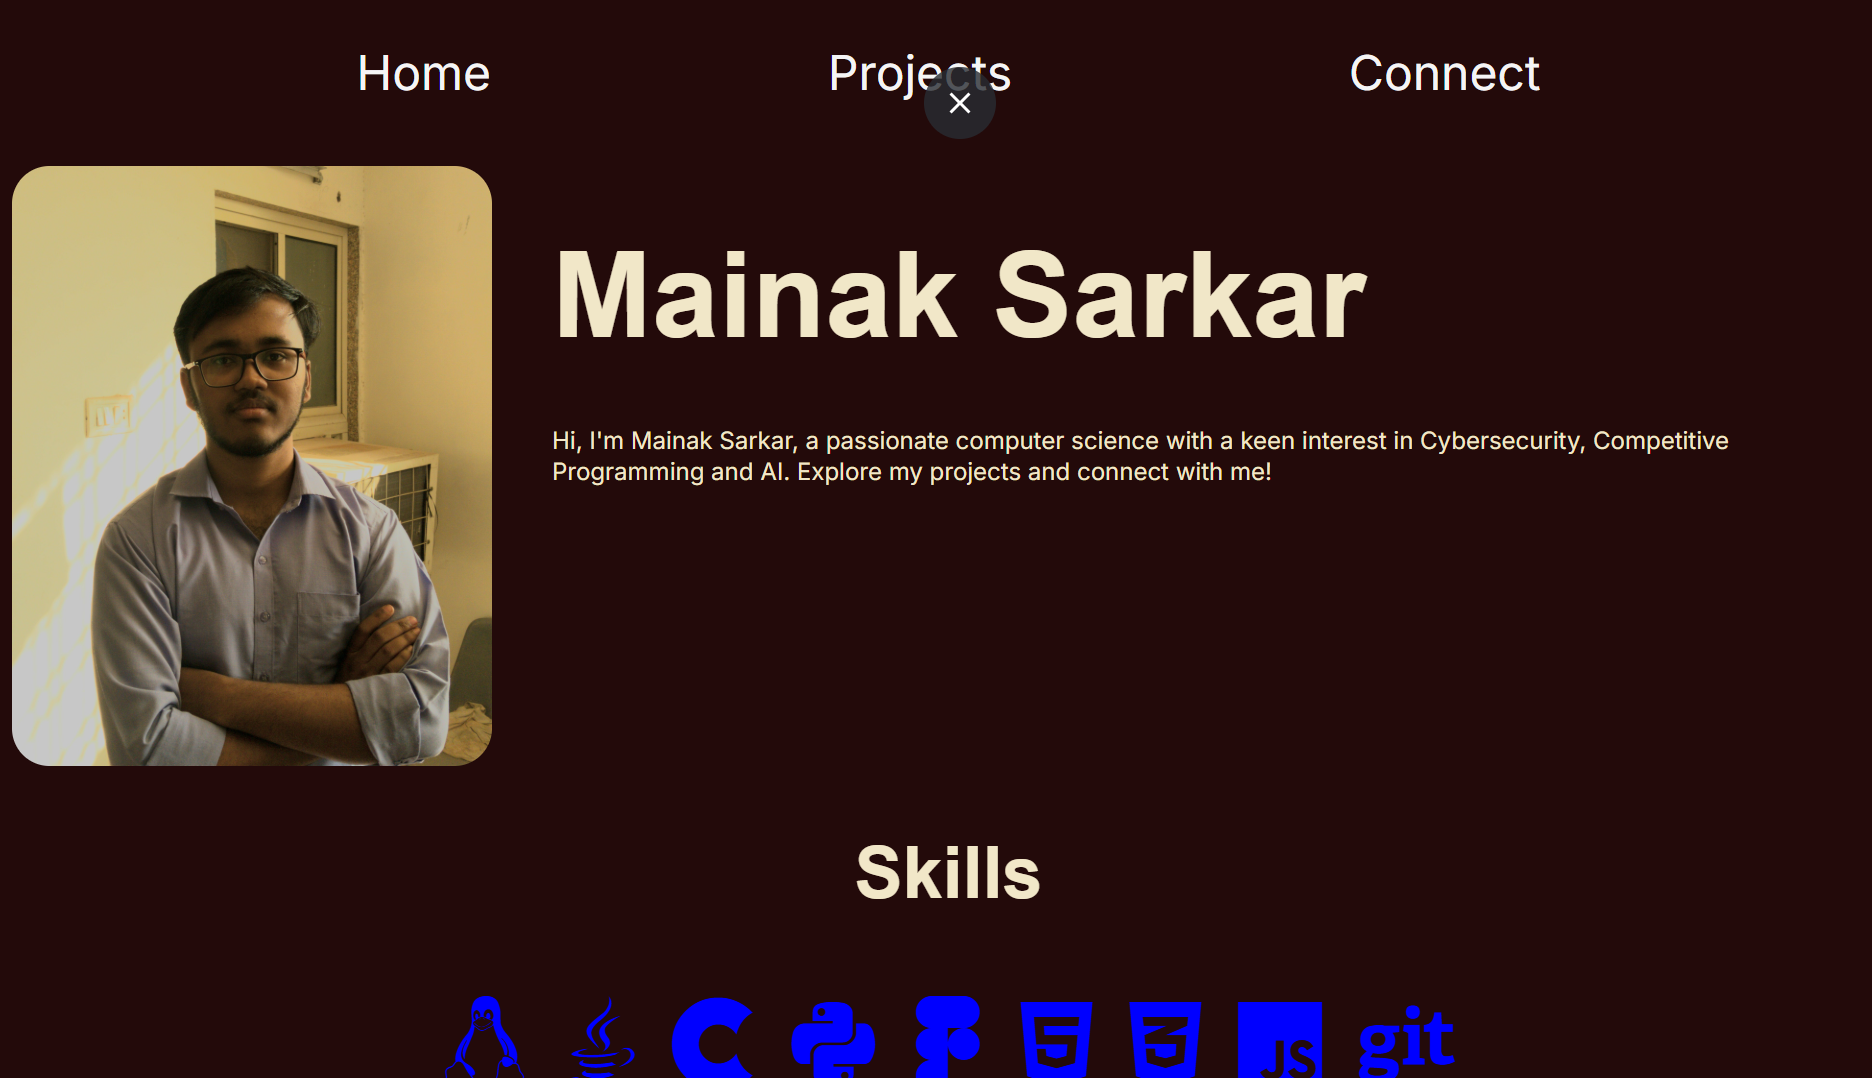 Home Projects Connect
Mainak Sarkar
Hi, I'm Mainak Sarkar, a passionate computer science with a keen interest in Cybersecurity, Competitive
Programming and AI. Explore my projects and connect with me!
Skills
JS git